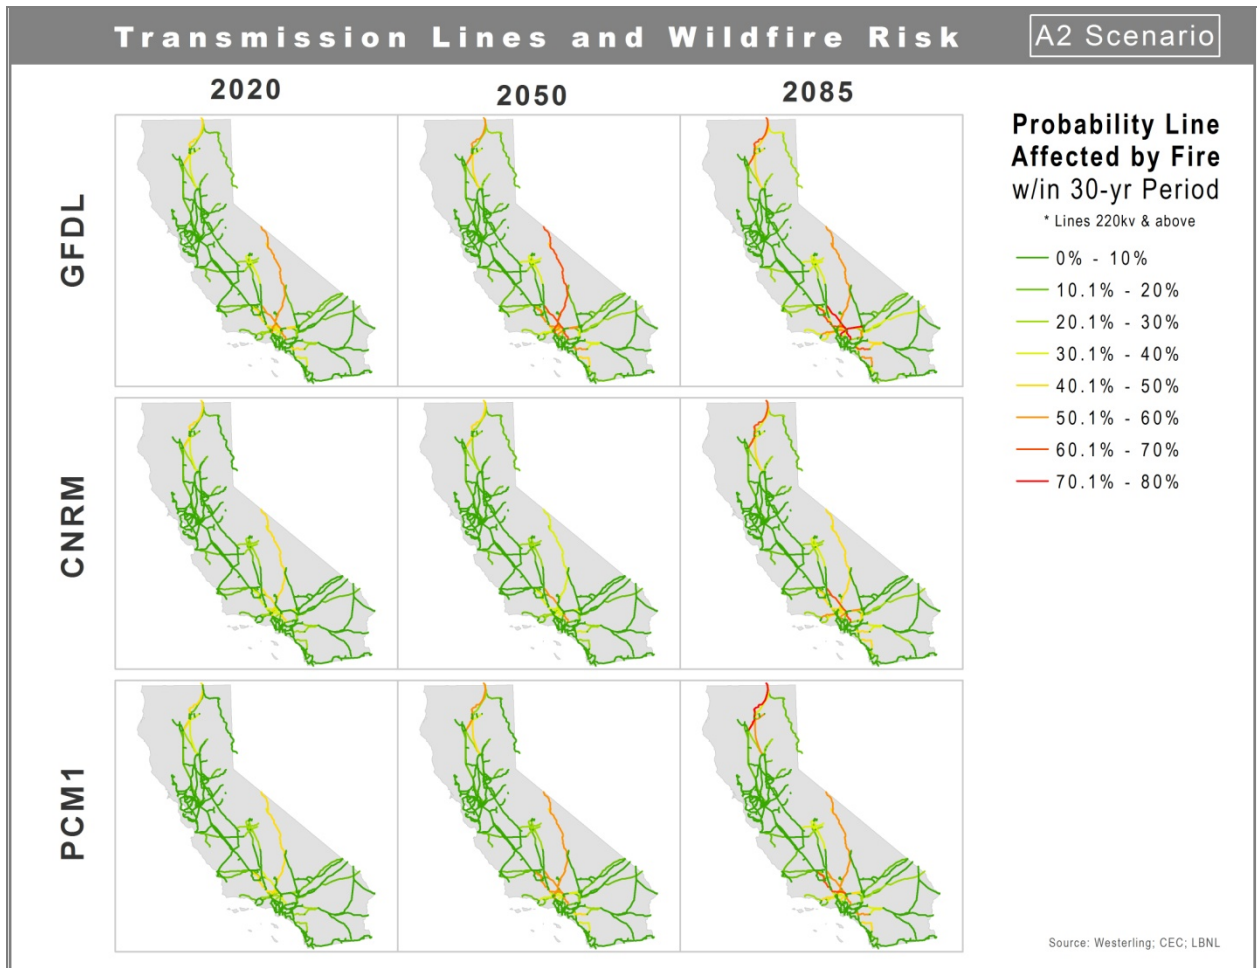 Transmission Lines and Wildfire Risk
A2 Scenario
2020
2050
2085
GFDL
CNRM
PCM1
Probability Line
Affected by Fire
w/in 30-yr Period
* Lines 220kv & above
0% - 10%
10.1% - 20%
20.1% - 30%
30.1% - 40%
40.1% - 50%
50.1% - 60%
60.1% - 70%
70.1% - 80%
Source: Westerling; CEC; LBNL